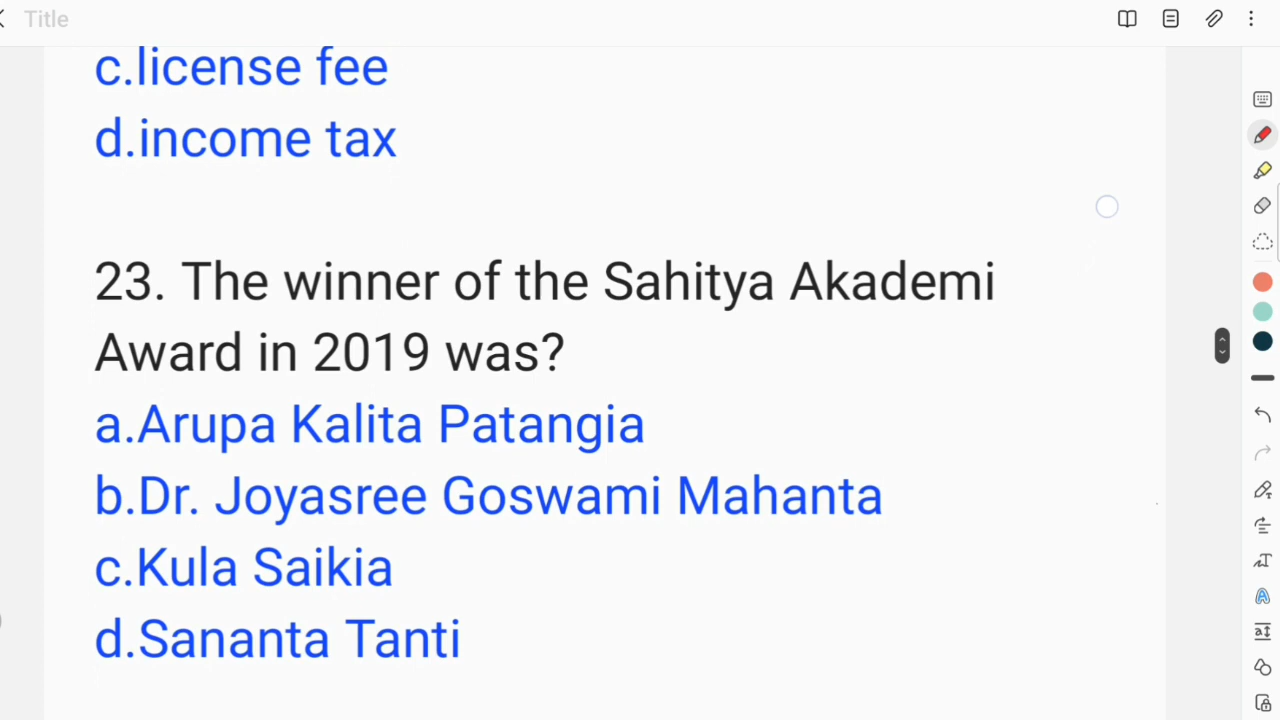 Title
c.license fee
d.income tax
23. The winner of the Sahitya Akademi
Award in 2019 was?
a.Arupa Kalita Patangia
b.Dr. Joyasree Goswami Mahanta
c.Kula Saikia
d.Sananta Tanti